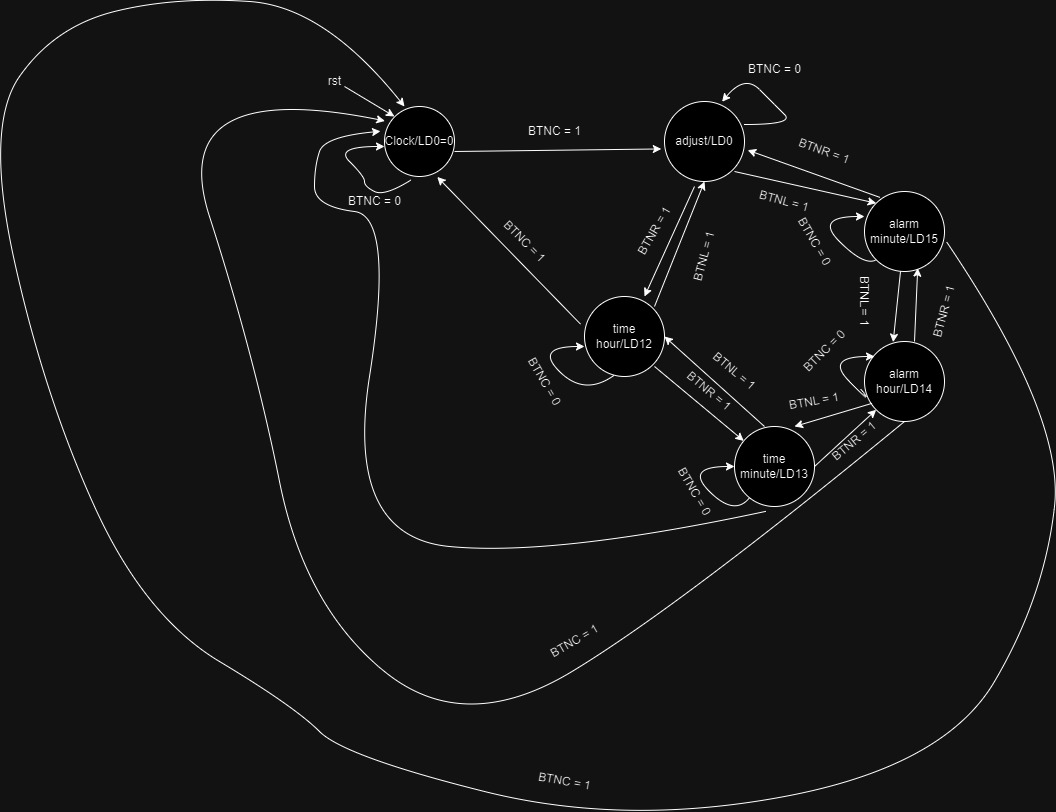 BTNC = 0
rst
BTNC = 1
Clock/LD0=0
adjust/LD0
BTNR = 1
BTNC = 0
BTNL = 1
BTNR = 1
BTNC = 1
BTNL = 1
BTNC = 0
alarm
minute/LD15
BTNL = 1
BTNR = 1
time
hour/LD12
BTNC = 0
BTNL = 1
BTNR = 1
BTNC = 0
alarm
hour/LD14
BTNL = 1
BTNR = 1
time
minute/LD13
BTNC = 0
BTNC = 1
BTNC = 1